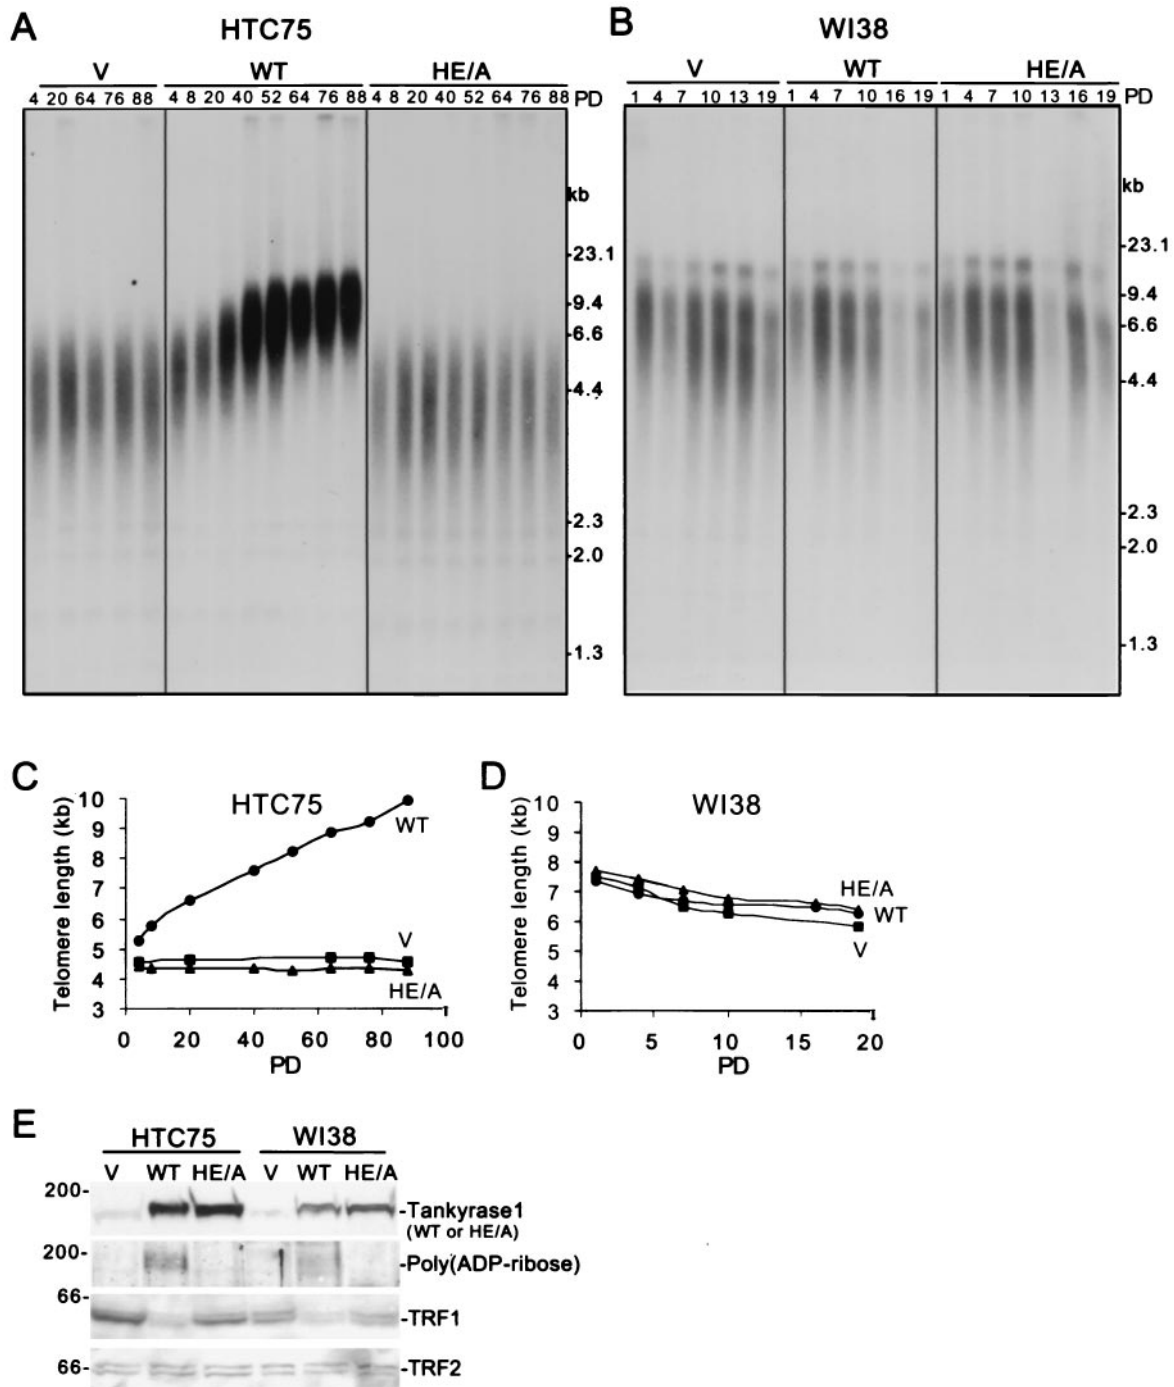 A
HTC75
V WT HE/A
4 20 64 76 88 4 8 20 40 52 64 76 88 4 8 20 40 52 64 76 88 PD
kb
-23.1
-9.4
-6.6
-4.4
-2.3
-2.0
-1.3
B
WI38
V WT HE/A
1 4 7 10 13 19 1 4 7 10 16 19 1 4 7 10 13 16 19 PD
kb
-23.1
-9.4
-6.6
-4.4
-2.3
-2.0
-1.3
C
HTC75
Telomere length (kb)
10
9
8
7
6
5
4
3
WT
V
HE/A
0 20 40 60 80 100
PD
D
WI38
Telomere length (kb)
10
9
8
7
6
5
4
3
HE/A
WT
V
0 5 10 15 20
PD
E
HTC75 WI38
V WT HE/A V WT HE/A
200- -Tankyrase1
(WT or HE/A)
200- -Poly(ADP-ribose)
66-
-TRF1
66- -TRF2